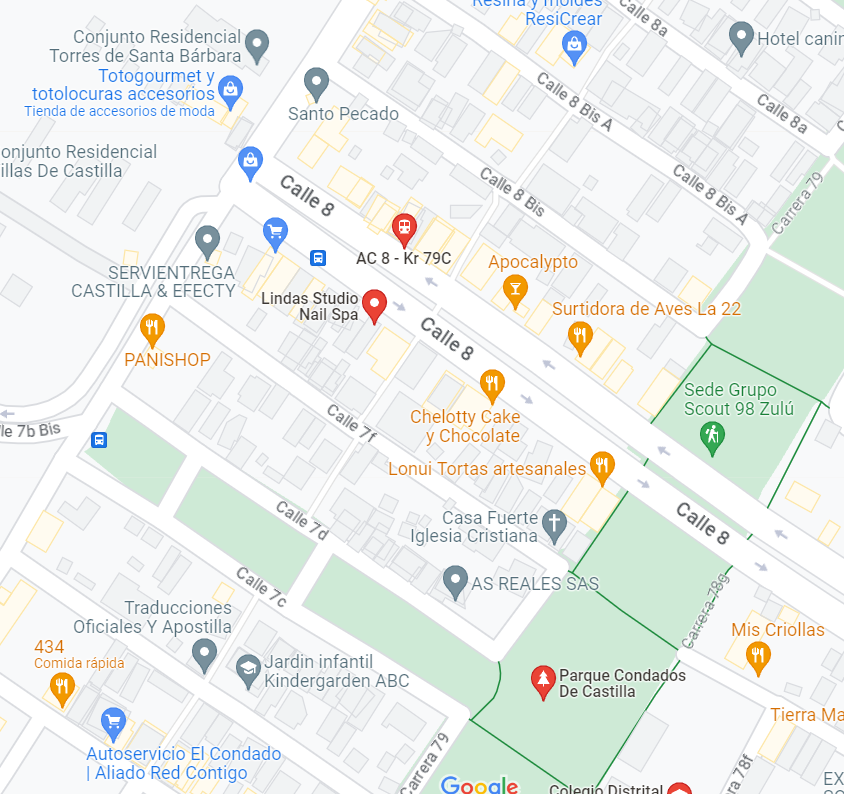 Resina y moldes
ResiCrear
Calle 8a
Hotel canin
Conjunto Residencial
Torres de Santa Bárbara
Totogourmet y
totolocuras accesorios
Tienda de accesorios de moda
Santo Pecado
Calle 8 Bis A
Calle 8a
onjunto Residencial
illas De Castilla
Calle 8
Calle 8 Bis
Calle 8 Bis A
Carrera 79
AC 8 - Kr 79C
SERVIENTREGA
CASTILLA & EFECTY
Apocalypto
Lindas Studio
Nail Spa
Surtidora de Aves La 22
Calle 8
PANISHOP
Sede Grupo
Scout 98 Zulú
Chelotty Cake
y Chocolate
Calle 7f
lle 7b Bis
Lonui Tortas artesanales
Calle 7d
Casa Fuerte
Iglesia Cristiana
Calle 8
AS REALES SAS
Calle 7c
Carrera 78g
Traducciones
Oficiales Y Apostilla
Mis Criollas
434
Comida rápida
Jardin infantil
Kindergarden ABC
Parque Condados
De Castilla
Tierra Ma
Autoservicio El Condado
| Aliado Red Contigo
Carrera 79
78f
Google
Colegio Distrital
EX